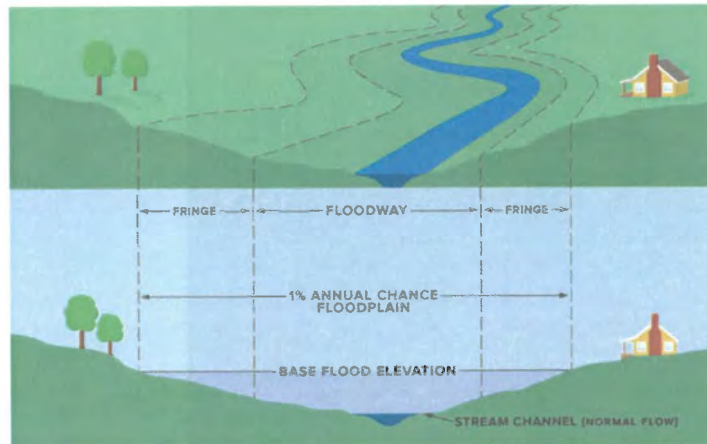 FRINGE
FLOODWAY
FRINGE
1% ANNUAL CHANCE
FLOODPLAIN
BASE FLOOD ELEVATION
STREAM CHANNEL (NORMAL FLOW)